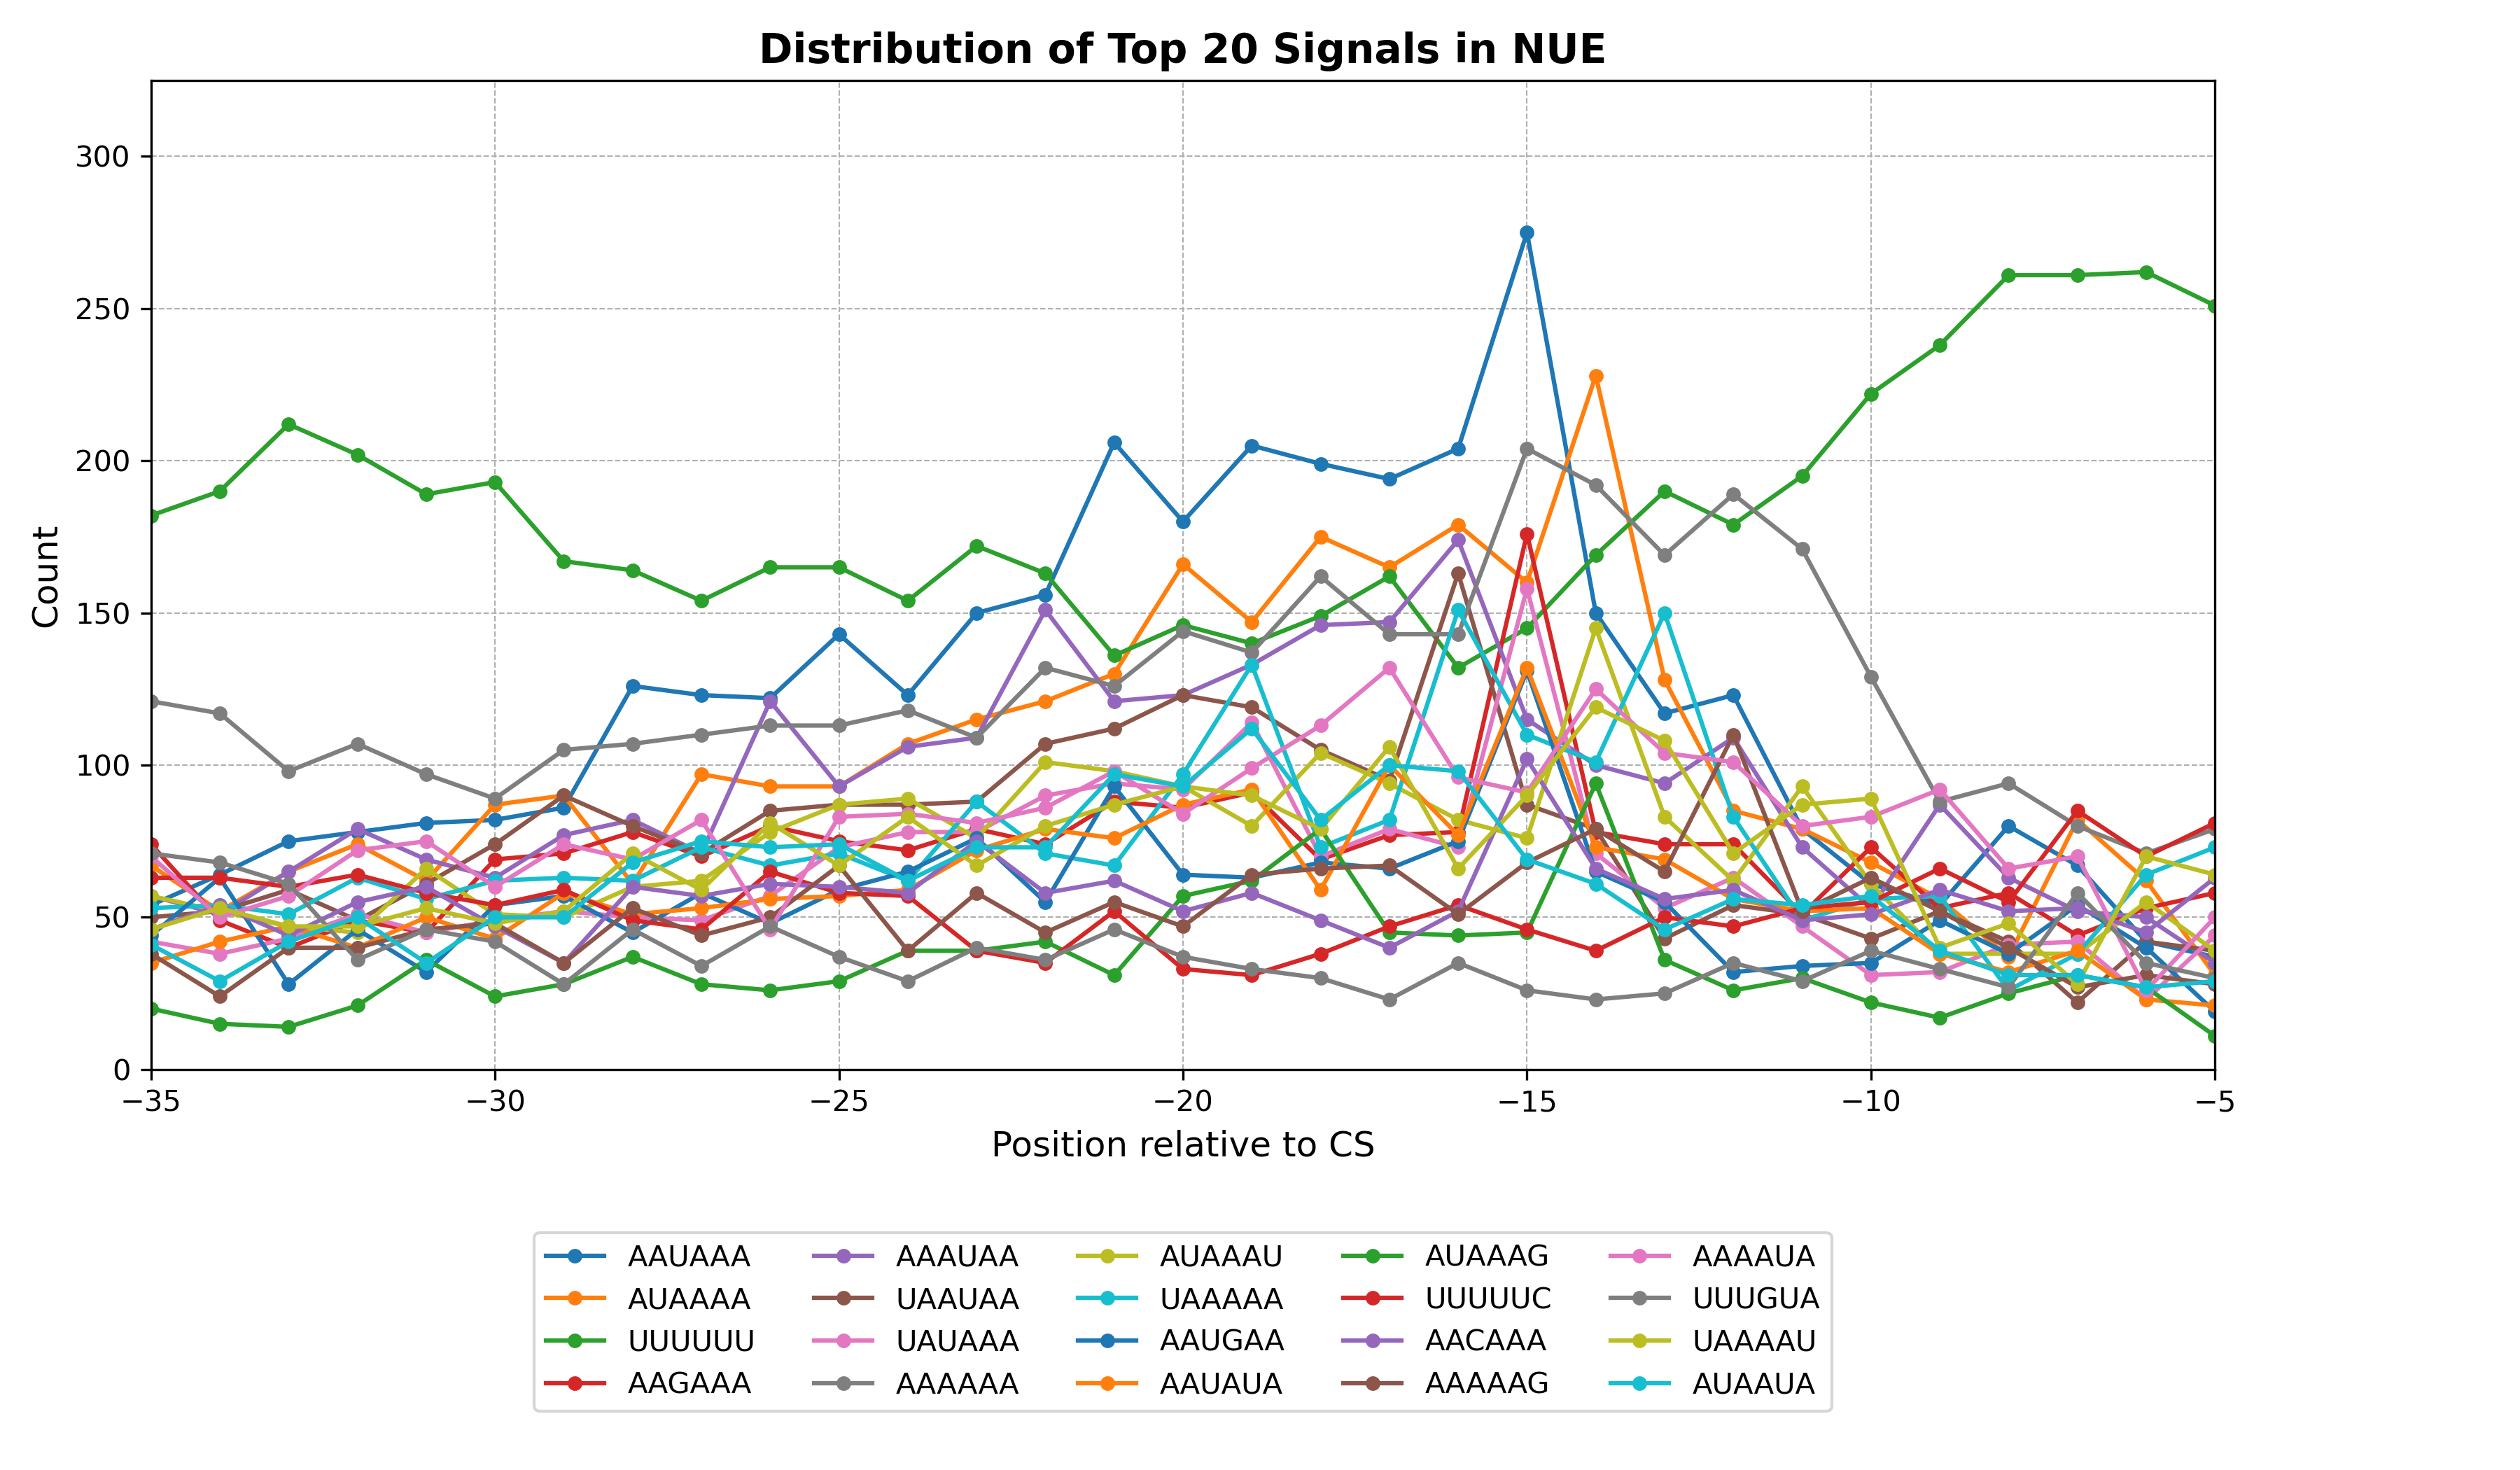 Distribution of Top 20 Signals in NUE
300
250
200
150
100
50
0
Count
−35 −30 −25 −20 −15 −10 −5
Position relative to CS
AAUAAA AAAUAA AUAAAU AUAAAG AAAAUA
AUAAAA UAAUAA UAAAAA UUUUUC UUUGUA
UUUUUU UAUAAA AAUGAA AACAAA UAAAAU
AAGAAA AAAAAA AAUAUA AAAAAG AUAAUA